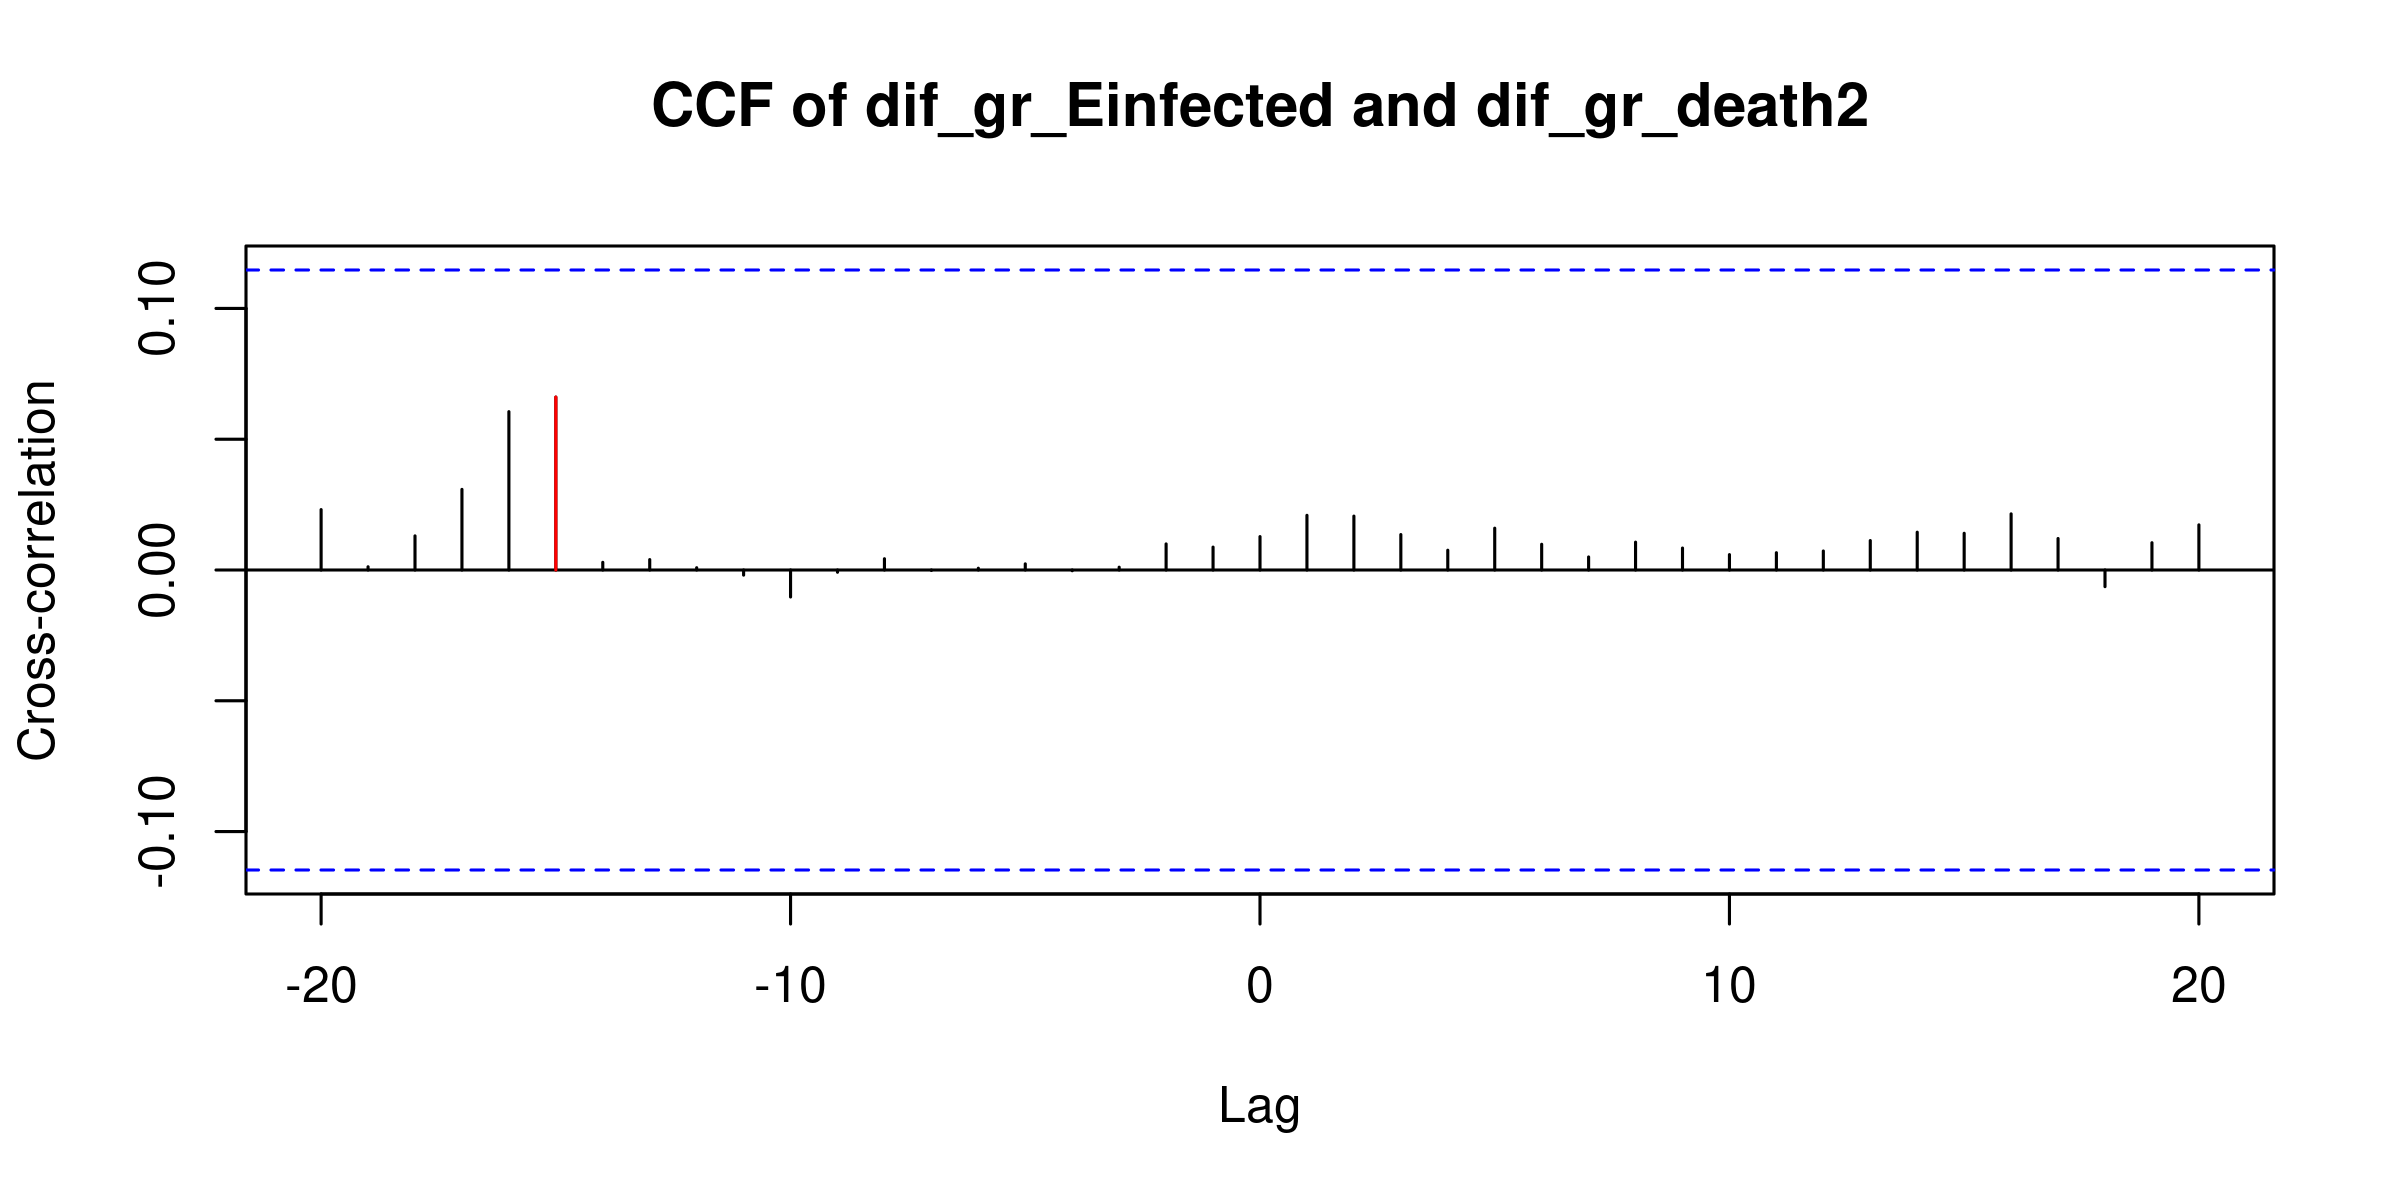 CCF of dif_gr_Einfected and dif_gr_death2
Cross-correlation
0.10
0.00
-0.10
-20
-10
0
10
20
Lag